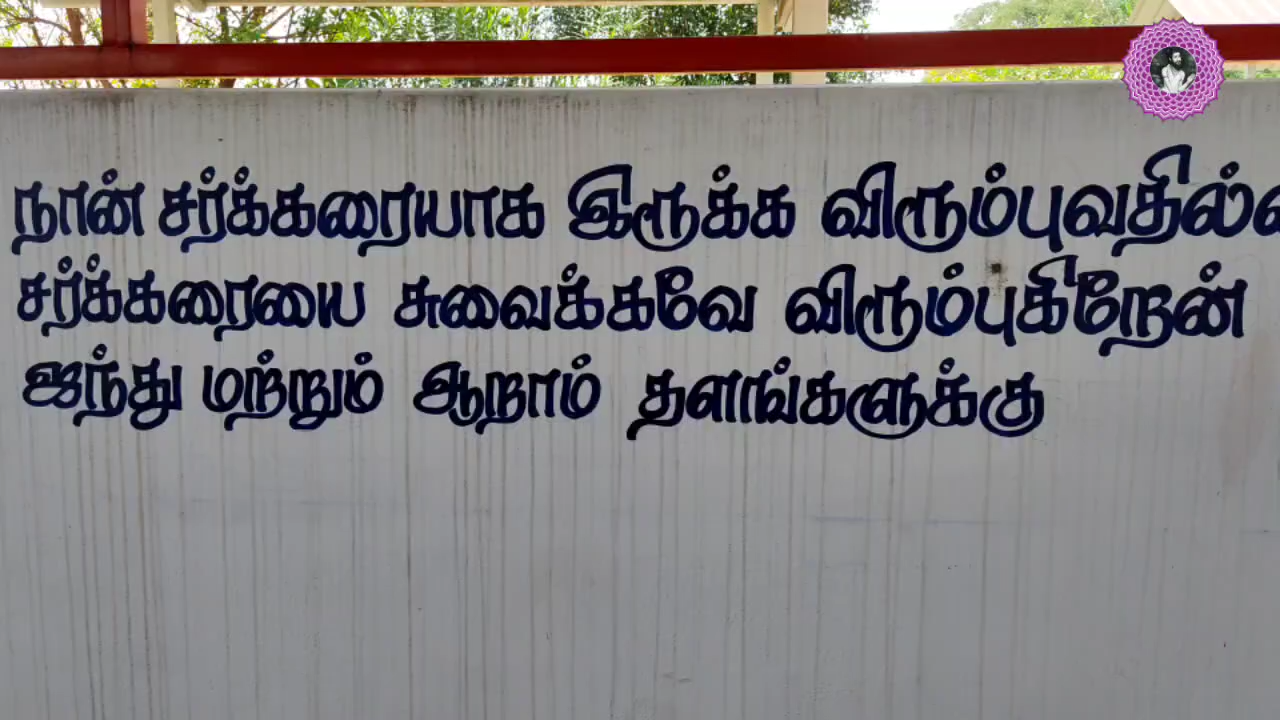 நான் சர்க்கரையாக இருக்க விரும்புவதில்
சர்க்கரையை சுவைக்கவே விரும்புகிறேன்
ஐந்து மற்றும் ஆறாம் தளங்களுக்கு